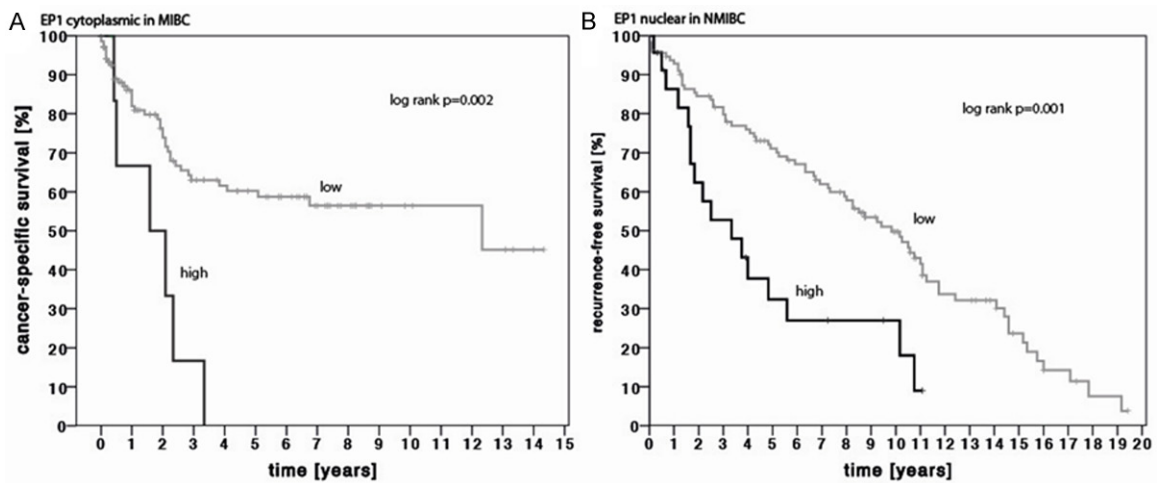 A
EP1 cytoplasmic in MIBC
cancer-specific survival [%]
100
90
80
70
60
50
40
30
20
10
0
log rank p=0.002
low
high
0 1 2 3 4 5 6 7 8 9 10 11 12 13 14 15
time [years]
B
EP1 nuclear in NMIBC
recurrence-free survival [%]
100
90
80
70
60
50
40
30
20
10
0
log rank p=0.001
low
high
0 1 2 3 4 5 6 7 8 9 10 11 12 13 14 15 16 17 18 19 20
time [years]